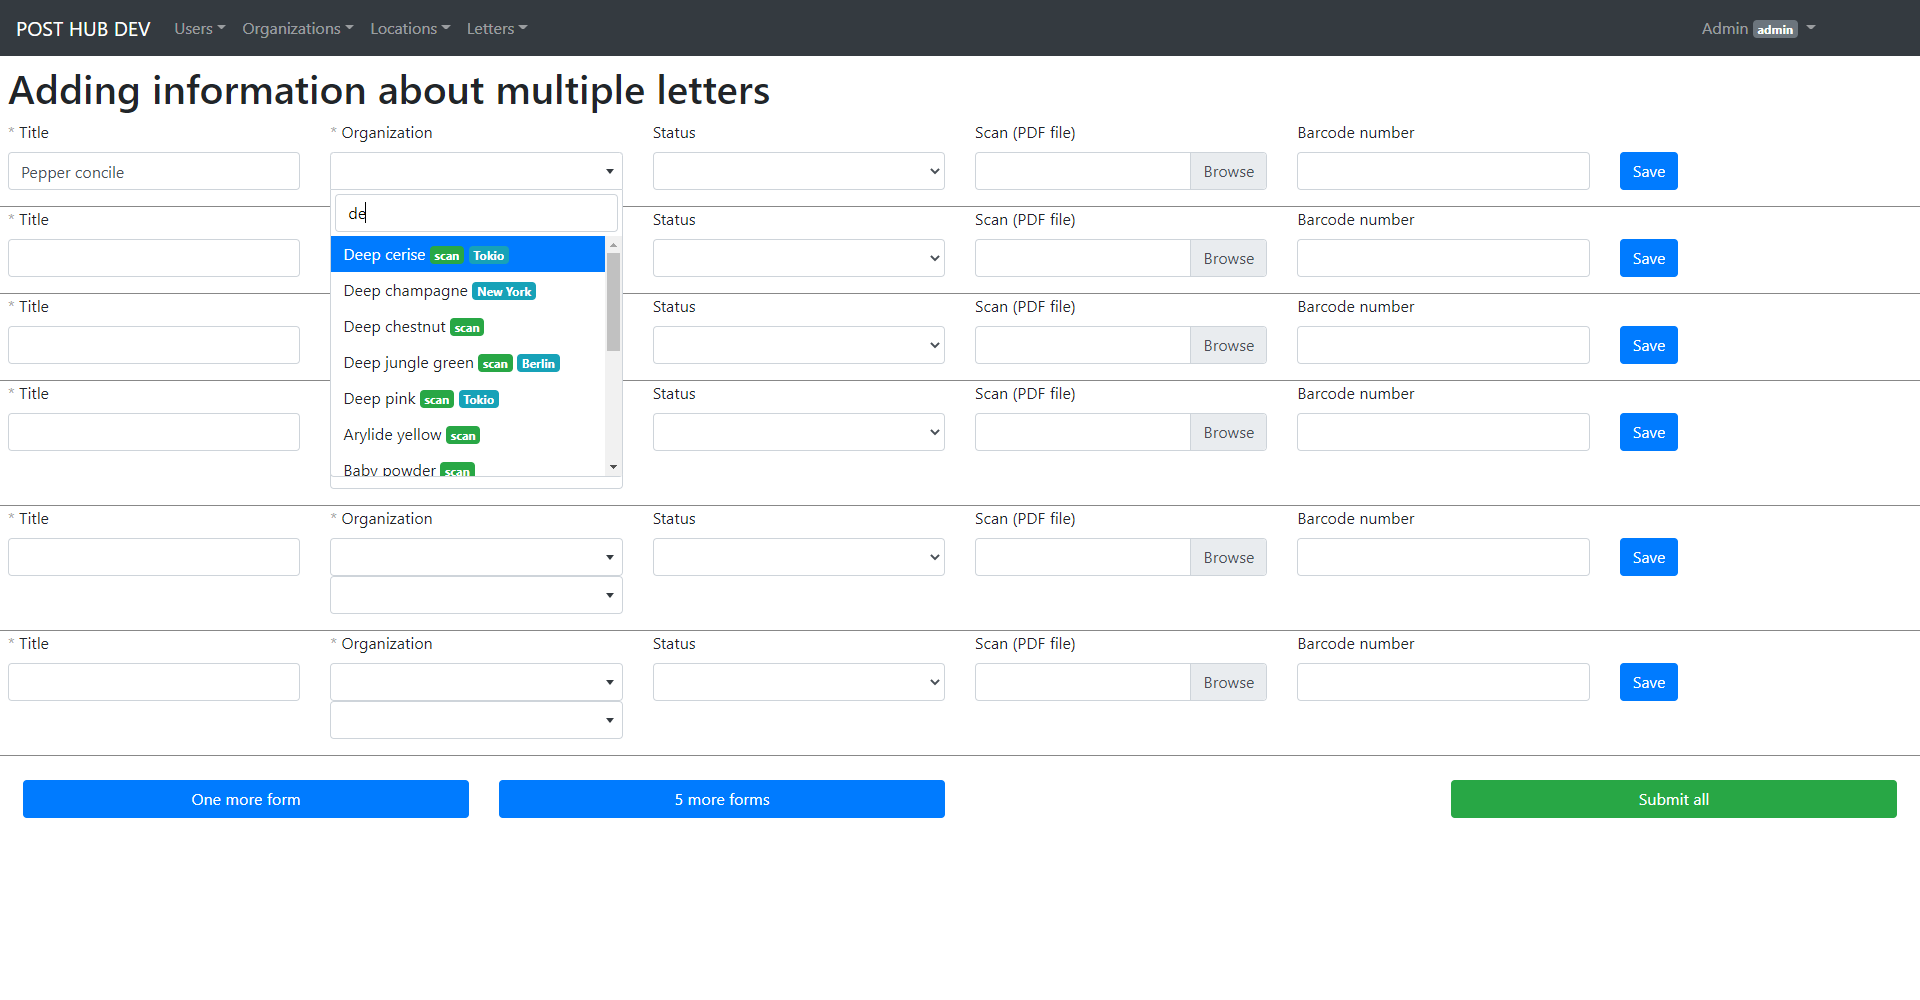 POST HUB DEV Users Organizations Locations Letters Admin admin
Adding information about multiple letters
* Title * Organization Status Scan (PDF file) Barcode number
Pepper concile Browse Save
de
* Title Status Scan (PDF file) Barcode number
Browse Save
Deep cerise scan Tokio
Deep champagne New York
* Title Status Scan (PDF file) Barcode number
Deep chestnut scan
Browse Save
Deep jungle green scan Berlin
* Title Status Scan (PDF file) Barcode number
Deep pink scan Tokio
Arylide yellow scan
Browse Save
Baby powder scan
* Title * Organization Status Scan (PDF file) Barcode number
Browse Save
* Title * Organization Status Scan (PDF file) Barcode number
Browse Save
One more form 5 more forms Submit all